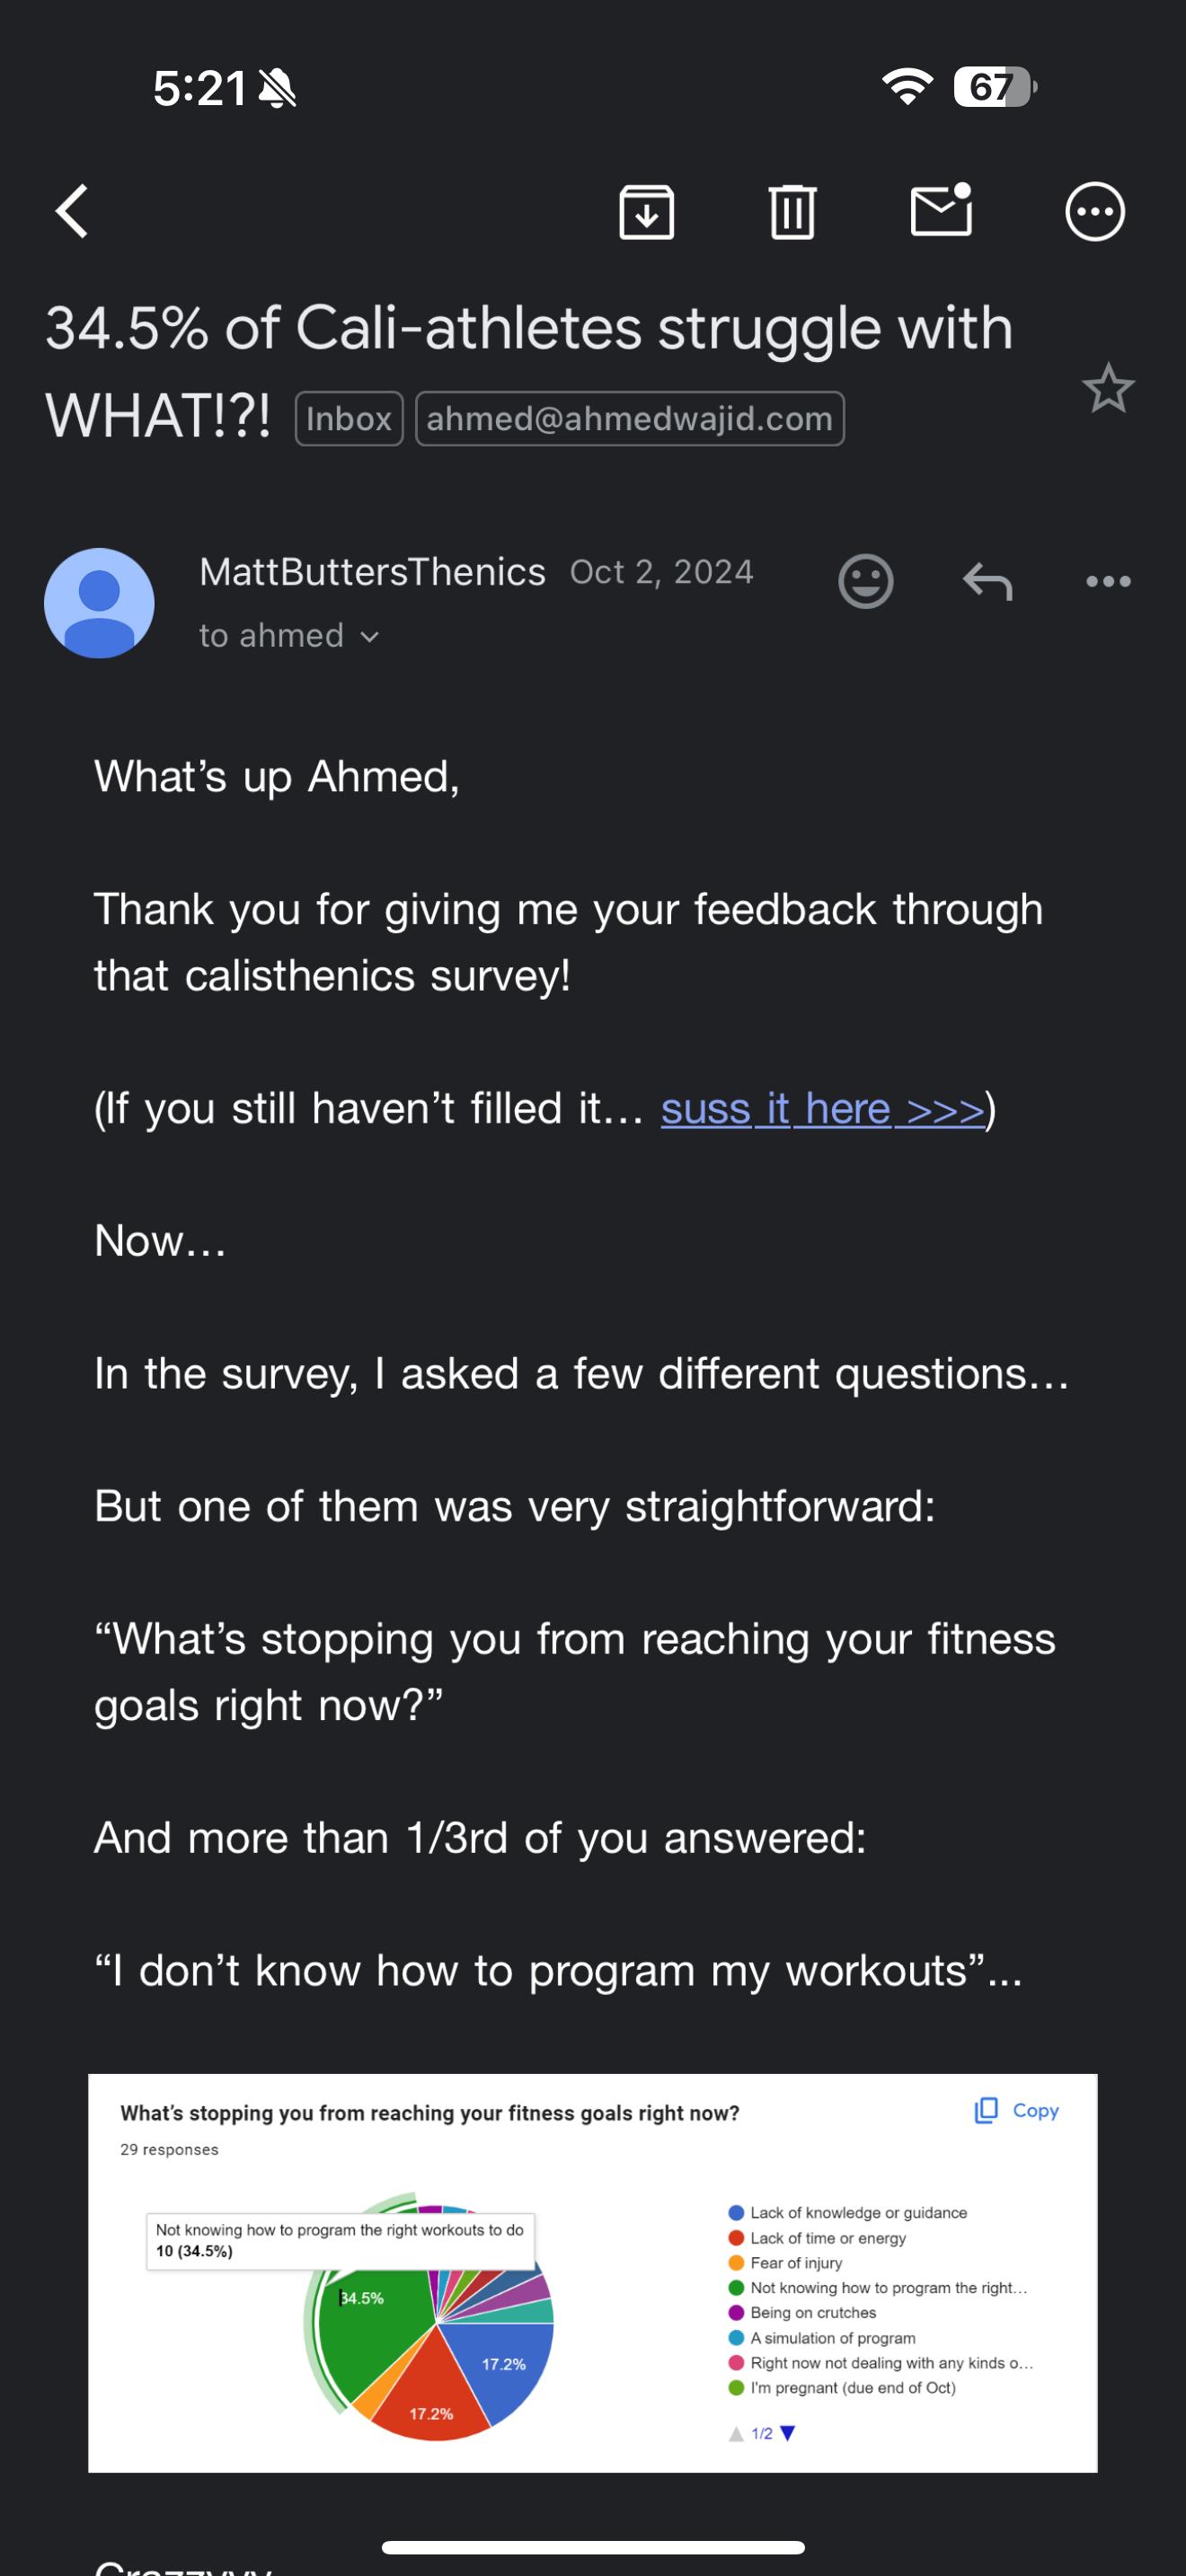 5:21
67
34.5% of Cali-athletes struggle with
WHAT!?! Inbox ahmed@ahmedwajid.com
MattButtersThenics Oct 2, 2024
to ahmed
What’s up Ahmed,
Thank you for giving me your feedback through
that calisthenics survey!
(If you still haven’t filled it… suss it here >>>)
Now…
In the survey, I asked a few different questions…
But one of them was very straightforward:
“What’s stopping you from reaching your fitness
goals right now?”
And more than 1/3rd of you answered:
“I don’t know how to program my workouts”...
What’s stopping you from reaching your fitness goals right now?
Copy
29 responses
Not knowing how to program the right workouts to do
10 (34.5%)
34.5%
17.2%
17.2%
Lack of knowledge or guidance
Lack of time or energy
Fear of injury
Not knowing how to program the right…
Being on crutches
A simulation of program
Right now not dealing with any kinds o…
I'm pregnant (due end of Oct)
1/2